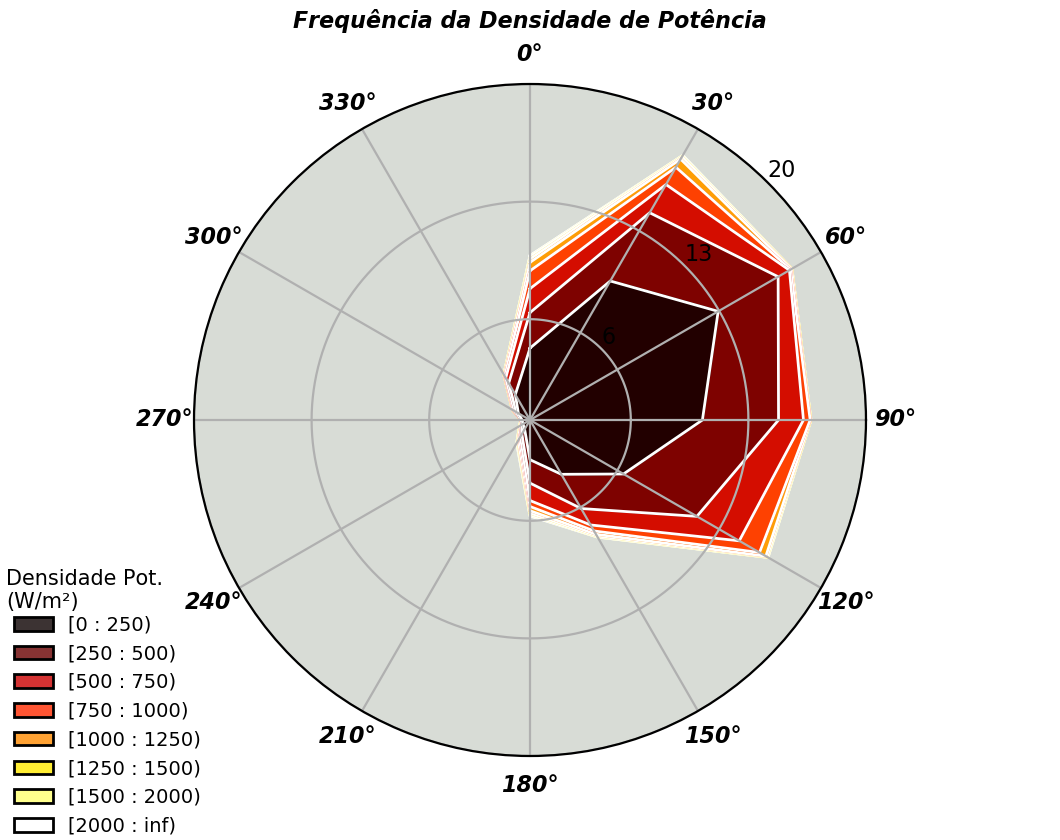 Frequência da Densidade de Potência
0°
330°
30°
20
300°
60°
13
6
270°
90°
240°
120°
210°
150°
180°
Densidade Pot.
(W/m²)
[0 : 250)
[250 : 500)
[500 : 750)
[750 : 1000)
[1000 : 1250)
[1250 : 1500)
[1500 : 2000)
[2000 : inf)